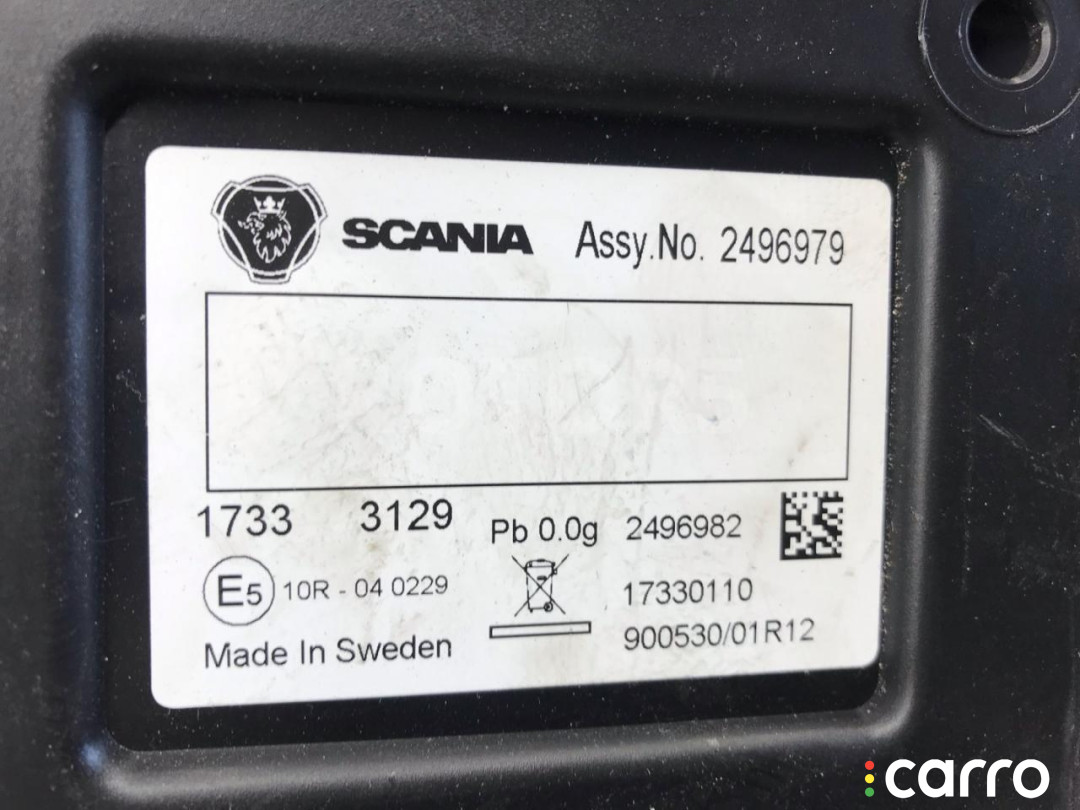 SCANIA Assy.No. 2496979
1733 3129 Pb 0.0g 2496982
E5 10R - 04 0229 17330110
Made In Sweden 900530/01R12
carro